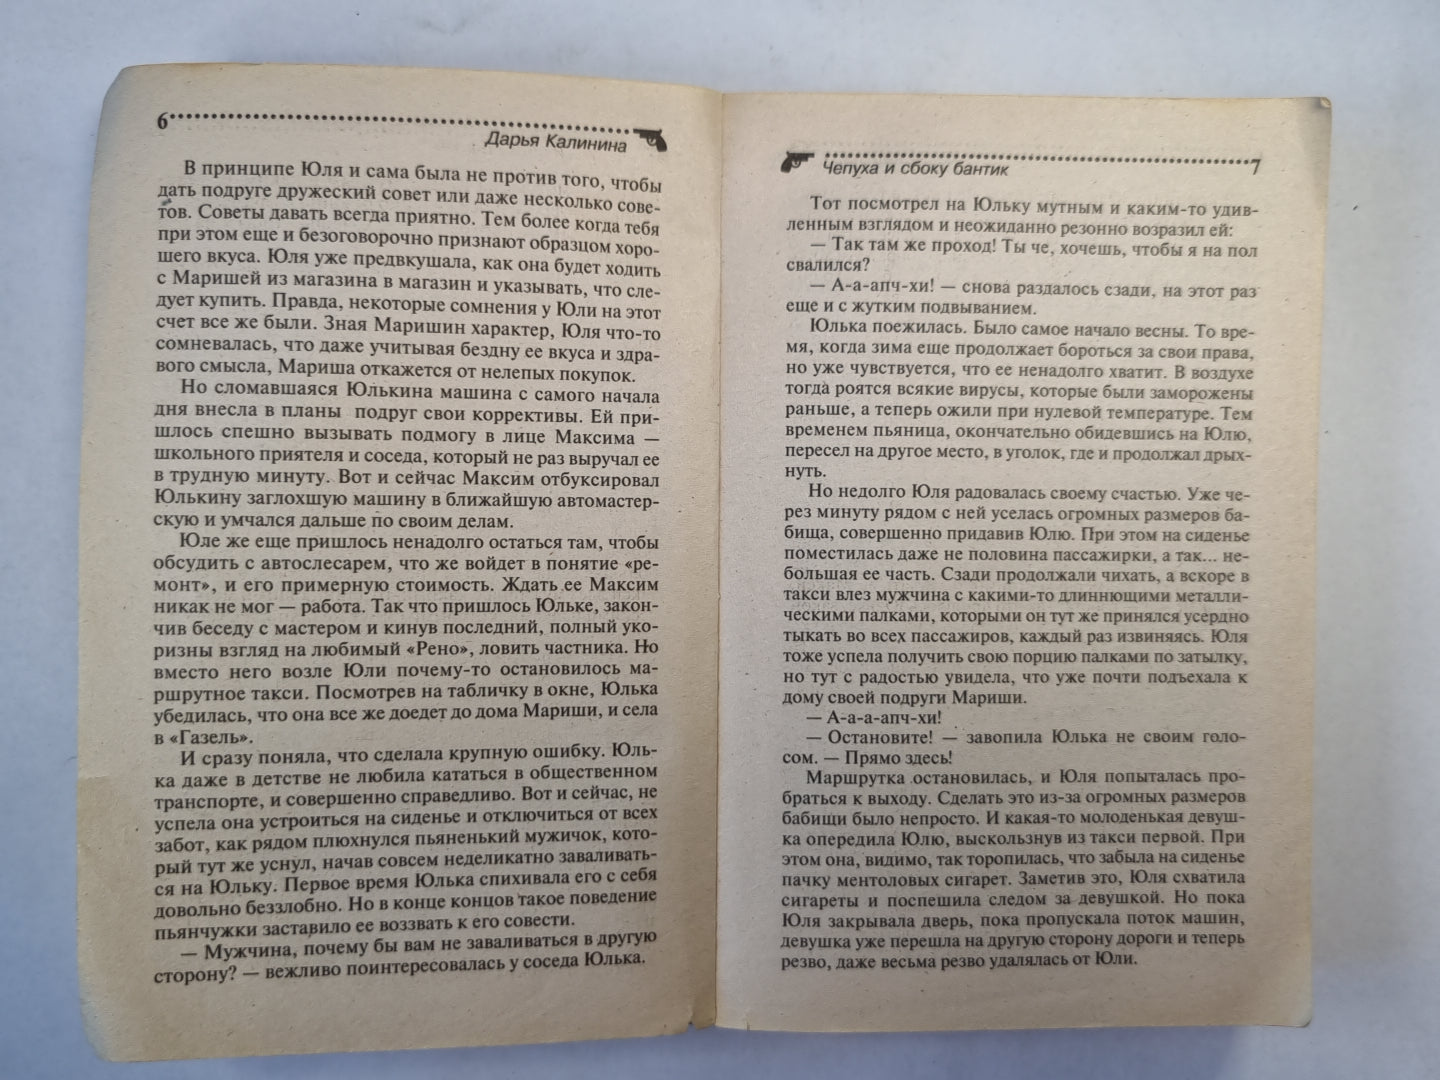 6
Дарья Калинина
В принципе Юля и сама была не против того, чтобы
дать подруге дружеский совет или даже несколько сове-
тов. Советы давать всегда приятно. Тем более когда тебя
при этом еще и безоговорочно признают образцом хоро-
шего вкуса. Юля уже предвкушала, как она будет ходить
с Маришей из магазина в магазин и указывать, что сле-
дует купить. Правда, некоторые сомнения у Юли на этот
счет все же были. Зная Маришин характер, Юля что-то
сомневалась, что даже учитывая бездну ее вкуса и здра-
вого смысла, Мариша откажется от нелепых покупок.
Но сломавшаяся Юлькина машина с самого начала
дня внесла в планы подруг свои коррективы. Ей при-
шлось спешно вызывать подмогу в лице Максима —
школьного приятеля и соседа, который не раз выручал ее
в трудную минуту. Вот и сейчас Максим отбуксировал
Юлькину заглохшую машину в ближайшую автомастер-
скую и умчался дальше по своим делам.
Юле же еще пришлось ненадолго остаться там, чтобы
обсудить с автослесарем, что же войдет в понятие «ре-
монт», и его примерную стоимость. Ждать ее Максим
никак не мог — работа. Так что пришлось Юльке, закон-
чив беседу с мастером и кинув последний, полный уко-
ризны взгляд на любимый «Рено», ловить частника. Но
вместо него возле Юли почему-то остановилось ма-
ршрутное такси. Посмотрев на табличку в окне, Юлька
убедилась, что она все же доедет до дома Мариши, и села
в «Газель».
И сразу поняла, что сделала крупную ошибку. Юль-
ка даже в детстве не любила кататься в общественном
транспорте, и совершенно справедливо. Вот и сейчас, не
успела она устроиться на сиденье и отключиться от всех
забот, как рядом плюхнулся пьяненький мужичок, кото-
рый тут же уснул, начав совсем неделикатно заваливать-
ся на Юльку. Первое время Юлька спихивала его с себя
довольно беззлобно. Но в конце концов такое поведение
пьянчужки заставило ее воззвать к его совести.
— Мужчина, почему бы вам не заваливаться в другую
сторону? — вежливо поинтересовалась у соседа Юлька.
Чепуха и сбоку бантик
7
Тот посмотрел на Юльку мутным и каким-то удив-
ленным взглядом и неожиданно резонно возразил ей:
— Так там же проход! Ты че, хочешь, чтобы я на пол
свалился?
— А-а-апч-хи! — снова раздалось сзади, на этот раз
еще и с жутким подвыванием.
Юлька поежилась. Было самое начало весны. То вре-
мя, когда зима еще продолжает бороться за свои права,
но уже чувствуется, что ее ненадолго хватит. В воздухе
тогда роятся всякие вирусы, которые были заморожены
раньше, а теперь ожили при нулевой температуре. Тем
временем пьяница, окончательно обидевшись на Юлю,
пересел на другое место, в уголок, где и продолжал дрых-
нуть.
Но недолго Юля радовалась своему счастью. Уже че-
рез минуту рядом с ней уселась огромных размеров ба-
бища, совершенно придавив Юлю. При этом на сиденье
поместилась даже не половина пассажирки, а так... не-
большая ее часть. Сзади продолжали чихать, а вскоре в
такси влез мужчина с какими-то длиннющими металли-
ческими палками, которыми он тут же принялся усердно
тыкать во всех пассажиров, каждый раз извиняясь. Юля
тоже успела получить свою порцию палками по затылку,
но тут с радостью увидела, что уже почти подъехала к
дому своей подруги Мариши.
— А-а-а-апч-хи!
— Остановите! — завопила Юлька не своим голо-
сом. — Прямо здесь!
Маршрутка остановилась, и Юля попыталась про-
браться к выходу. Сделать это из-за огромных размеров
бабищи было непросто. И какая-то молоденькая девуш-
ка опередила Юлю, выскользнув из такси первой. При
этом она, видимо, так торопилась, что забыла на сиденье
пачку ментоловых сигарет. Заметив это, Юля схватила
сигареты и поспешила следом за девушкой. Но пока
Юля закрывала дверь, пока пропускала поток машин,
девушка уже перешла на другую сторону дороги и теперь
резво, даже весьма резво удалялась от Юли.